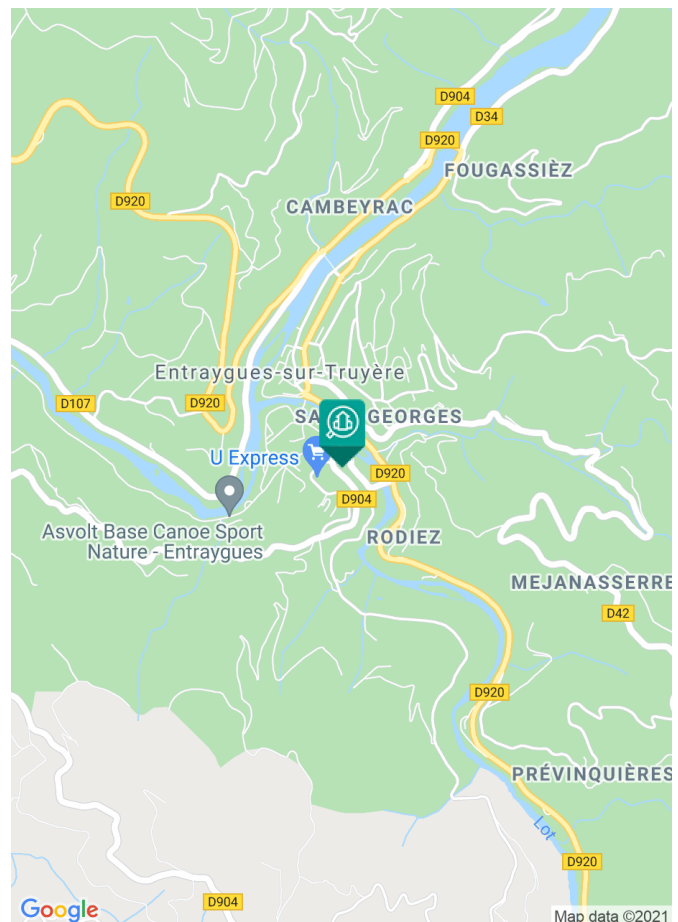 D904
D34
D920
FOUGASSIÈZ
D920
CAMBEYRAC
Entraygues-sur-Truyère
D107
D920
GEORGES
U Express
D920
D904
Asvolt Base Canoe Sport
Nature - Entraygues
RODIEZ
MEJANASSERRE
D42
D920
PRÉVINQUIÈRES
Lot
D920
D904
Google
Map data ©2021